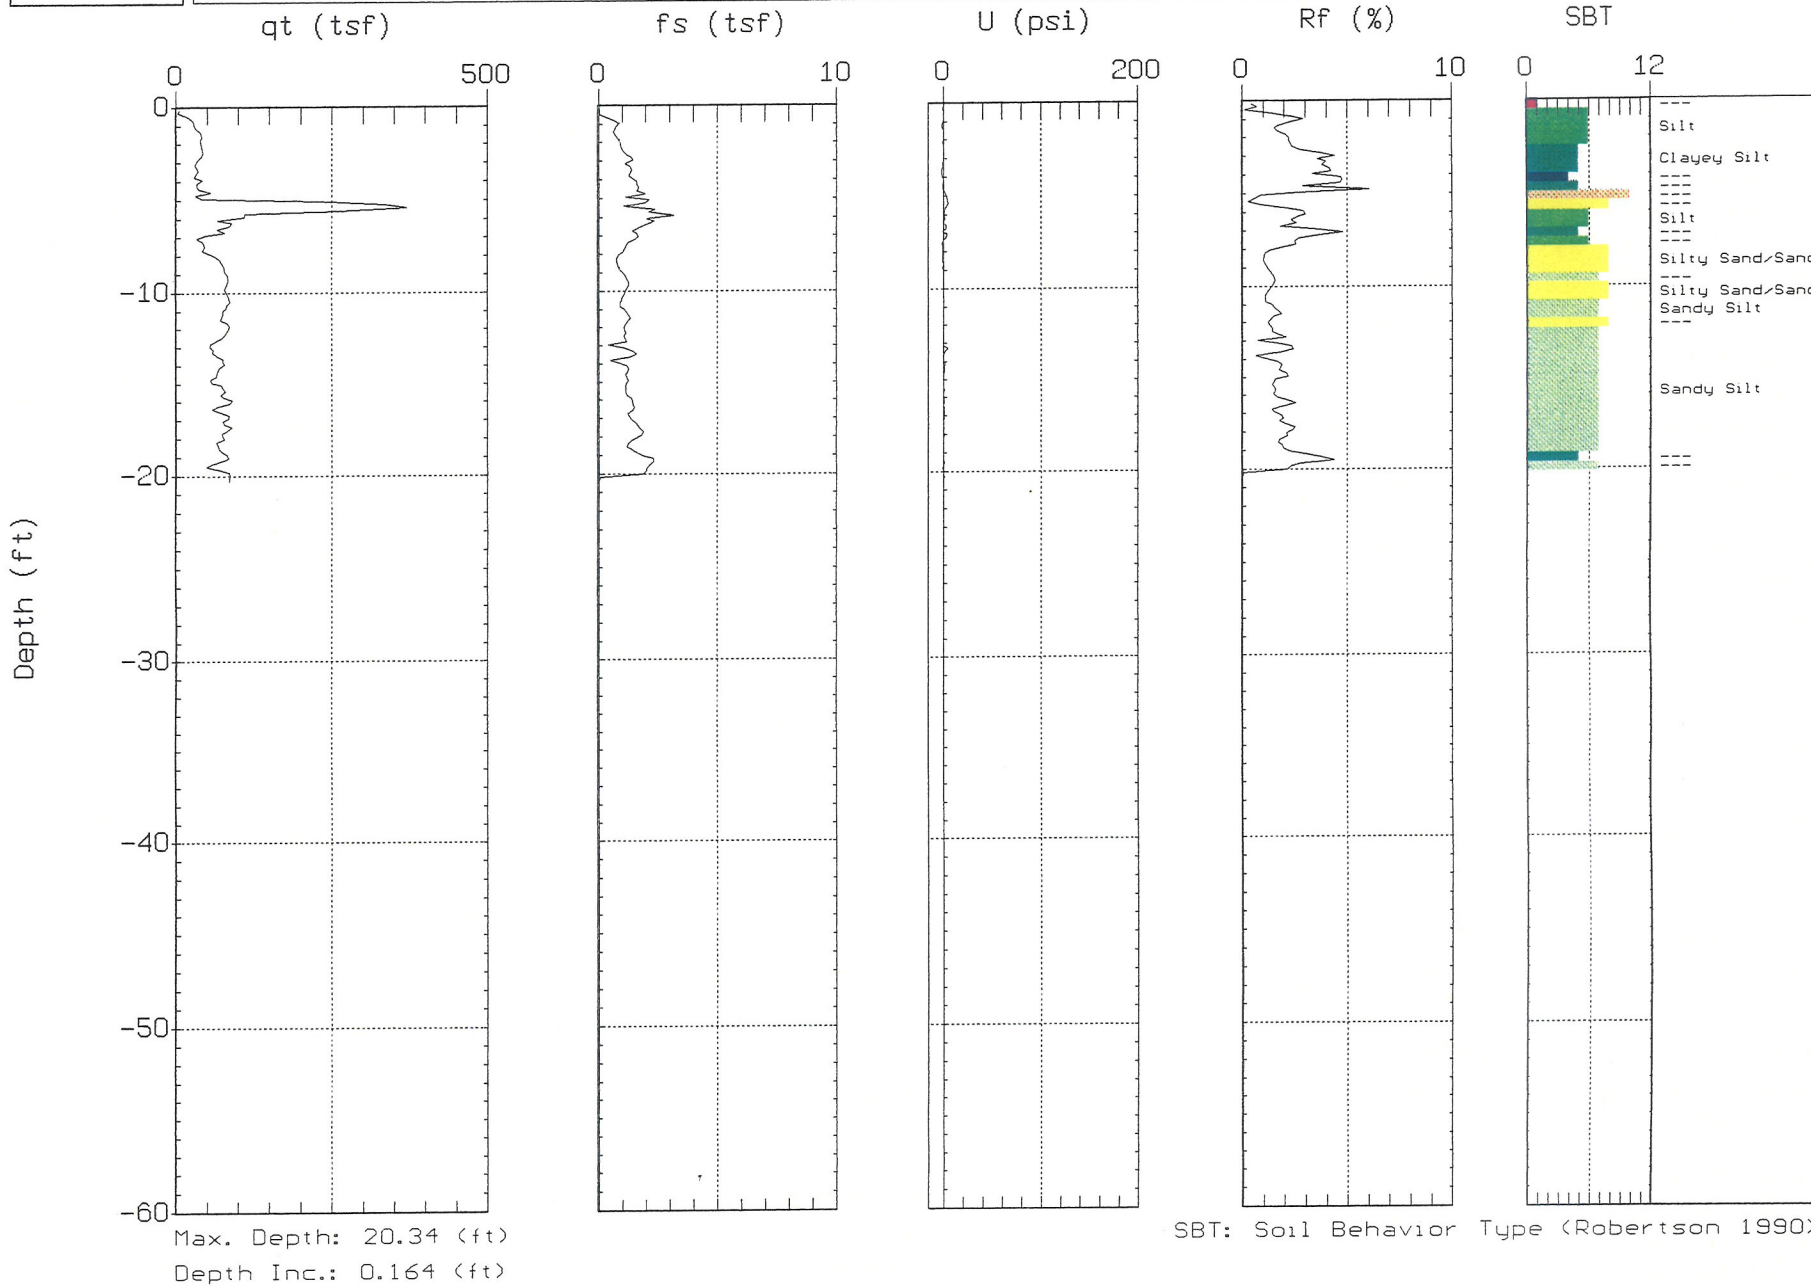 qt (tsf) fs (tsf) U (psi) Rf (%) SBT
0 500 0 10 0 200 0 10 0 12
0
-10
-20
-30
-40
-50
-60
Depth (ft)
---
Silt
Clayey Silt
---
---
---
---
Silt
---
---
Silty Sand/Sand
---
Silty Sand/Sand
Sandy Silt
---
Sandy Silt
---
---
Max. Depth: 20.34 (ft)
Depth Inc.: 0.164 (ft)
SBT: Soil Behavior Type (Robertson 1990)